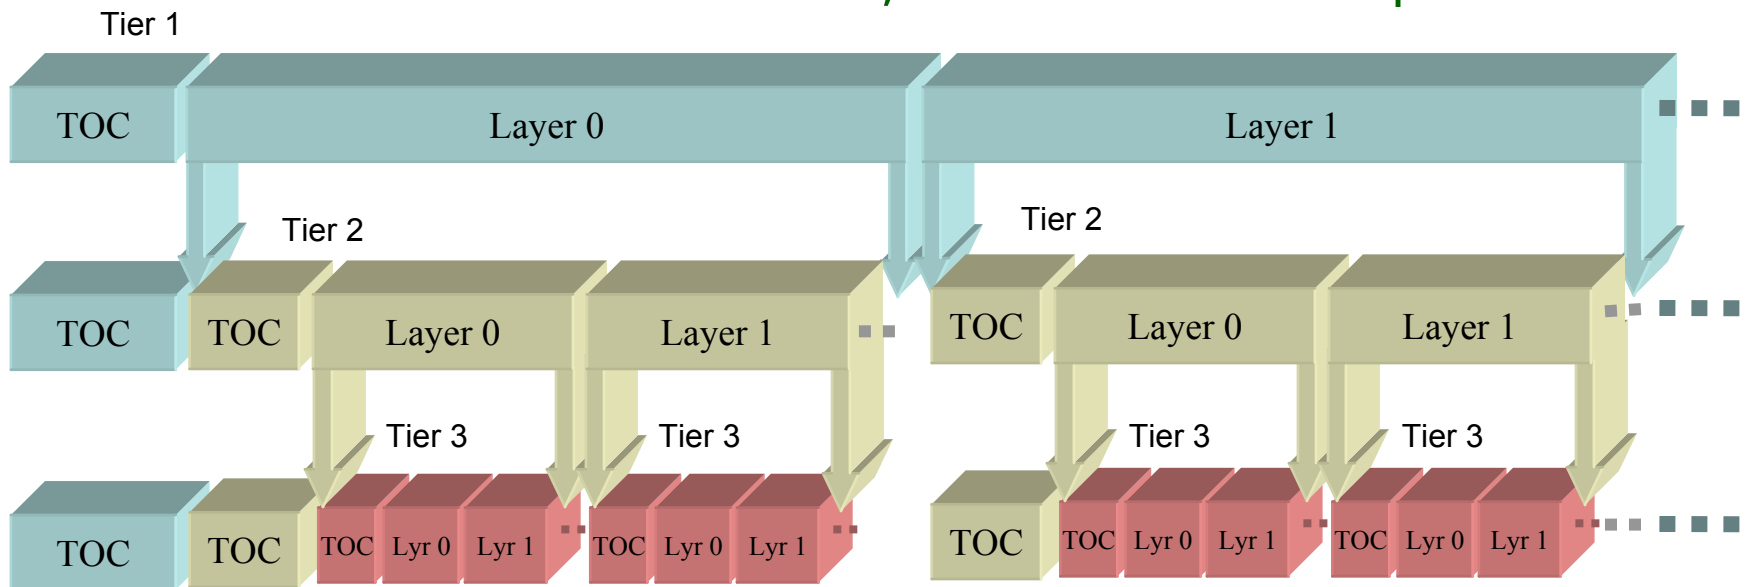 Tier 1
TOC Layer 0 Layer 1
Tier 2 Tier 2
TOC TOC Layer 0 Layer 1 TOC Layer 0 Layer 1
Tier 3 Tier 3 Tier 3 Tier 3
TOC TOC TOC Lyr 0 Lyr 1 TOC Lyr 0 Lyr 1 TOC TOC Lyr 0 Lyr 1 TOC Lyr 0 Lyr 1